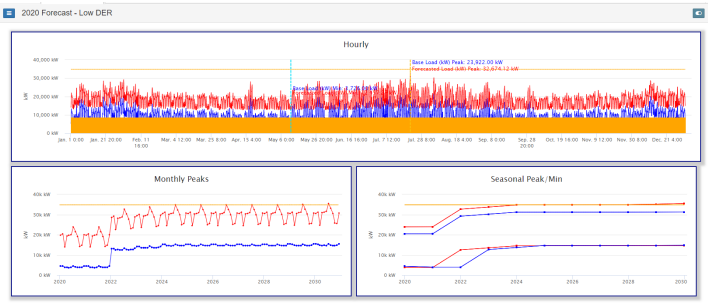 2020 Forecast - Low DER
Hourly
40,000 kW
30,000 kW
20,000 kW
10,000 kW
0 kW
kW
Base Load (kW) Peak: 23,922.00 kW
Forecasted Load (kW) Peak: 32,674.12 kW
Base Load (kW) Min:
Jan. 1 0:00 Jan. 21 20:00 Feb. 11 16:00 Mar. 4 12:00 Mar. 25 8:00 Apr. 15 4:00 May 6 0:00 May 26 20:00 Jun. 16 16:00 Jul. 7 12:00 Jul. 28 8:00 Aug. 18 4:00 Sep. 8 0:00 Sep. 28 20:00 Oct. 19 16:00 Nov. 9 12:00 Nov. 30 8:00 Dec. 21 4:00
Monthly Peaks
40k kW
30k kW
20k kW
10k kW
0 kW
kW
2020 2022 2024 2026 2028 2030
Seasonal Peak/Min
40k kW
30k kW
20k kW
10k kW
0 kW
kW
2020 2022 2024 2026 2028 2030